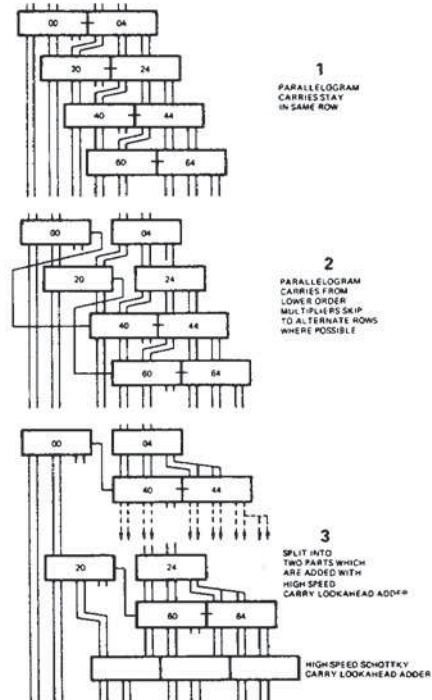 00 04
20 24
40 44
60 64
1
PARALLELOGRAM
CARRIES STAY
IN SAME ROW
00 04
20 24
40 44
60 64
2
PARALLELOGRAM
CARRIES FROM
LOWER ORDER
MULTIPLIERS SKIP
TO ALTERNATE ROWS
WHERE POSSIBLE
00 04
40 44
20 24
60 64
3
SPLIT INTO
TWO PARTS WHICH
ARE ADDED WITH
HIGH SPEED
CARRY LOOKAHEAD ADDER
HIGH SPEED SCHOTTKY
CARRY LOOKAHEAD ADDER